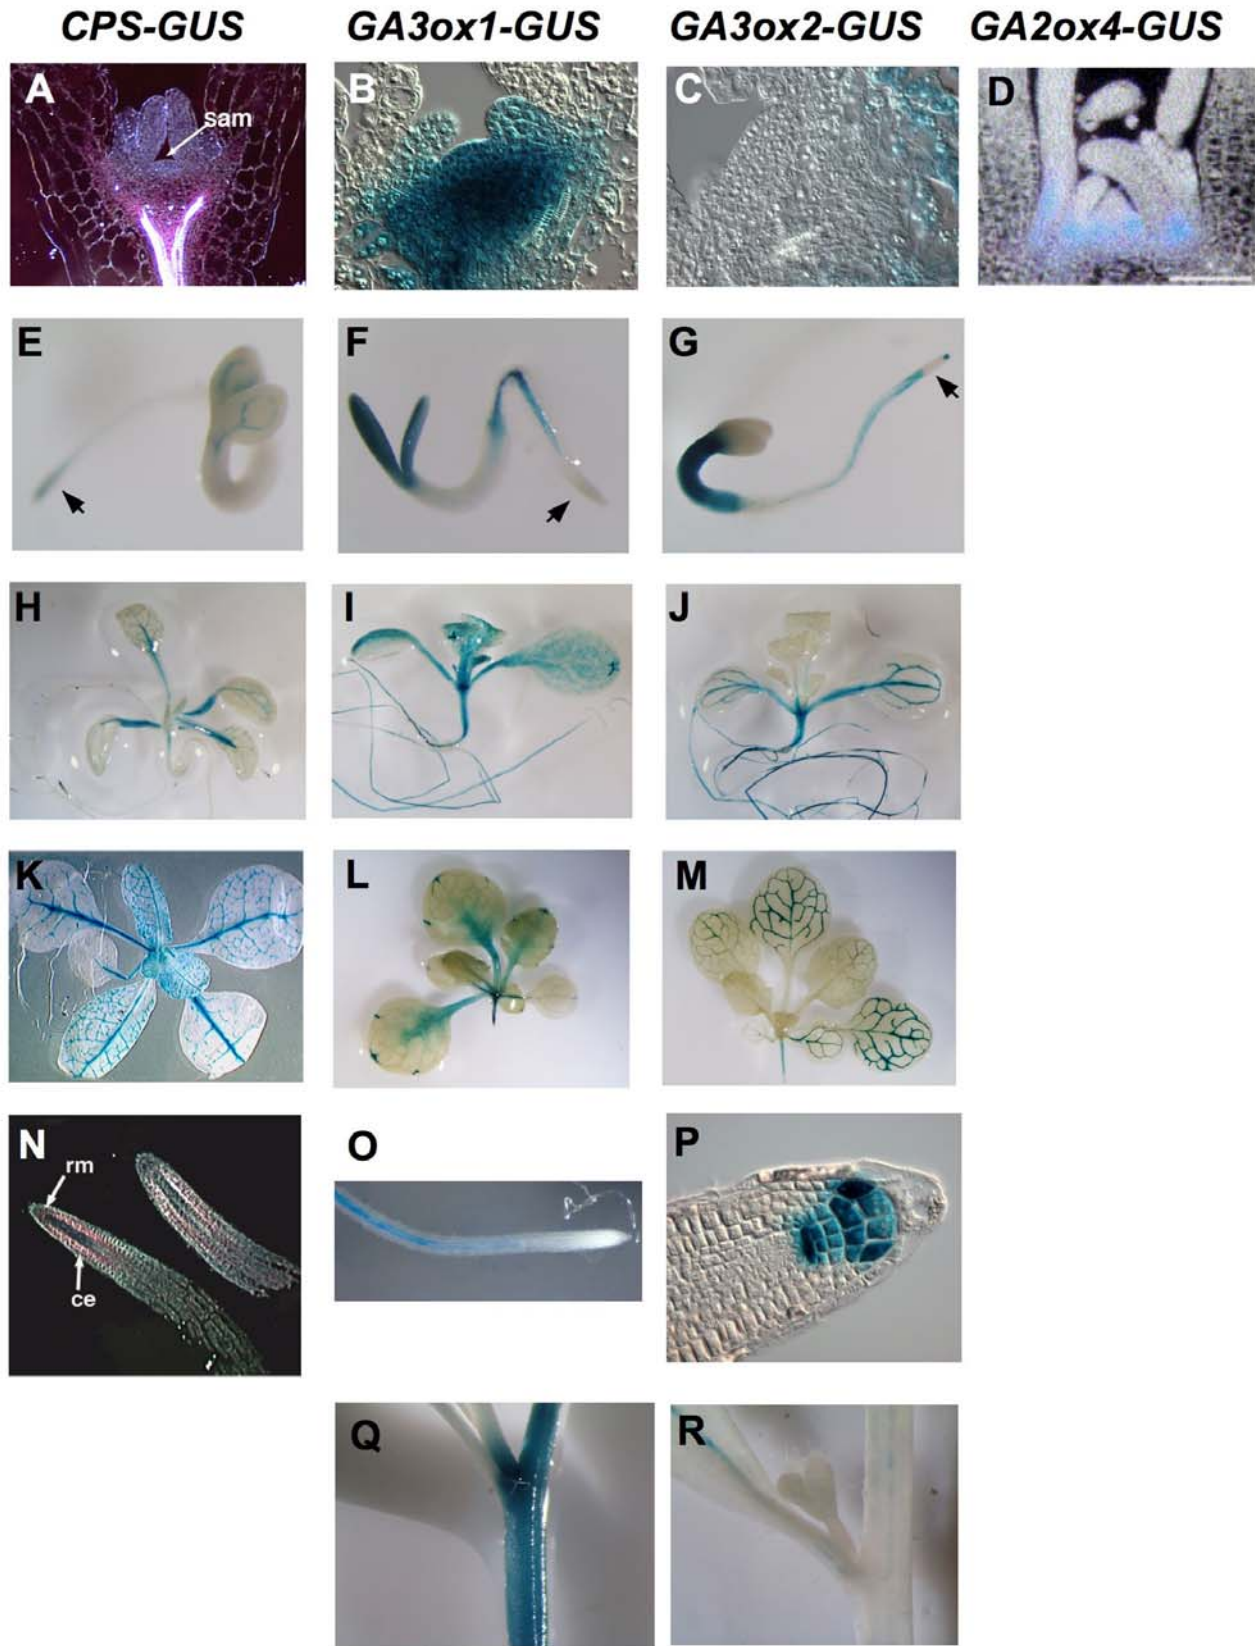 CPS-GUS GA3ox1-GUS GA3ox2-GUS GA2ox4-GUS
A sam B C D
E F G
H I J
K L M
N rm ce O P
Q R